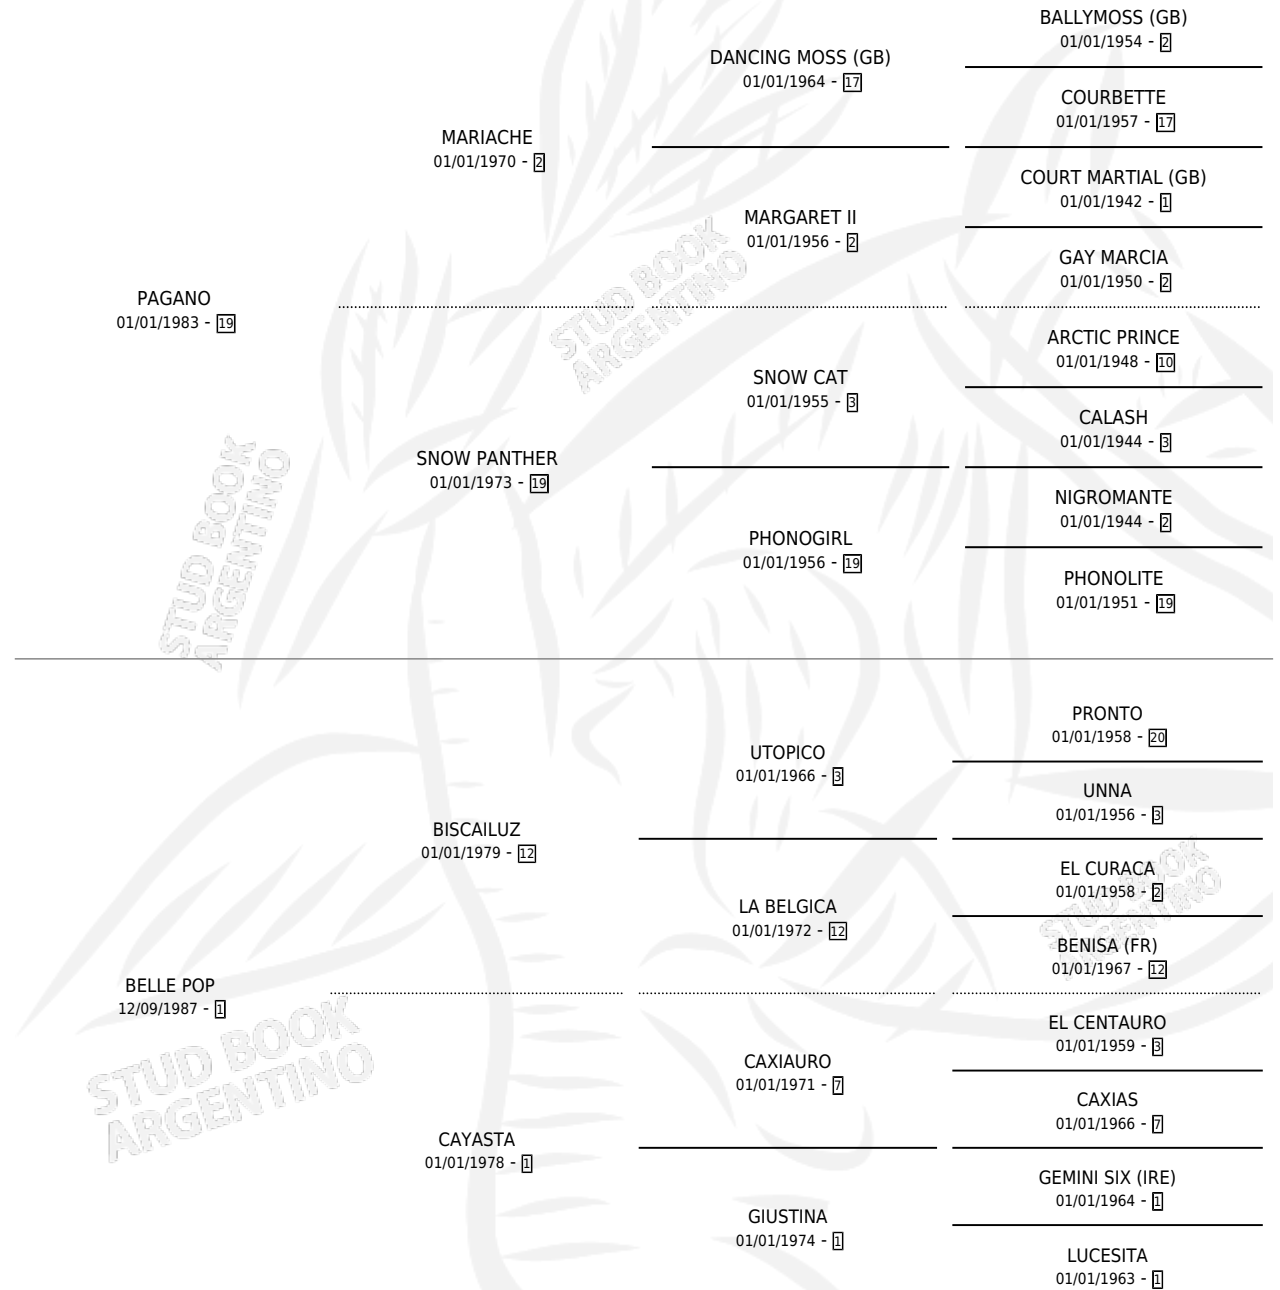 BALLYMOSS (GB)
01/01/1954 - 2
DANCING MOSS (GB)
01/01/1964 - 17
COURBETTE
01/01/1957 - 17
MARIACHE
01/01/1970 - 2
COURT MARTIAL (GB)
01/01/1942 - 1
MARGARET II
01/01/1956 - 2
GAY MARCIA
01/01/1950 - 2
PAGANO
01/01/1983 - 19
ARCTIC PRINCE
01/01/1948 - 10
SNOW CAT
01/01/1955 - 3
CALASH
01/01/1944 - 3
SNOW PANTHER
01/01/1973 - 19
NIGROMANTE
01/01/1944 - 2
PHONOGIRL
01/01/1956 - 19
PHONOLITE
01/01/1951 - 19
STUD BOOK
ARGENTINO
STUD BOOK
ARGENTINO
PRONTO
01/01/1958 - 20
UTOPICO
01/01/1966 - 3
UNNA
01/01/1956 - 3
BISCAILUZ
01/01/1979 - 12
EL CURACA
01/01/1958 - 2
LA BELGICA
01/01/1972 - 12
BENISA (FR)
01/01/1967 - 12
BELLE POP
12/09/1987 - 1
EL CENTAURO
01/01/1959 - 3
CAXIAURO
01/01/1971 - 7
CAXIAS
01/01/1966 - 7
CAYASTA
01/01/1978 - 1
GEMINI SIX (IRE)
01/01/1964 - 1
GIUSTINA
01/01/1974 - 1
LUCESITA
01/01/1963 - 1
STUD BOOK
ARGENTINO
STUD BOOK
ARGENTINO